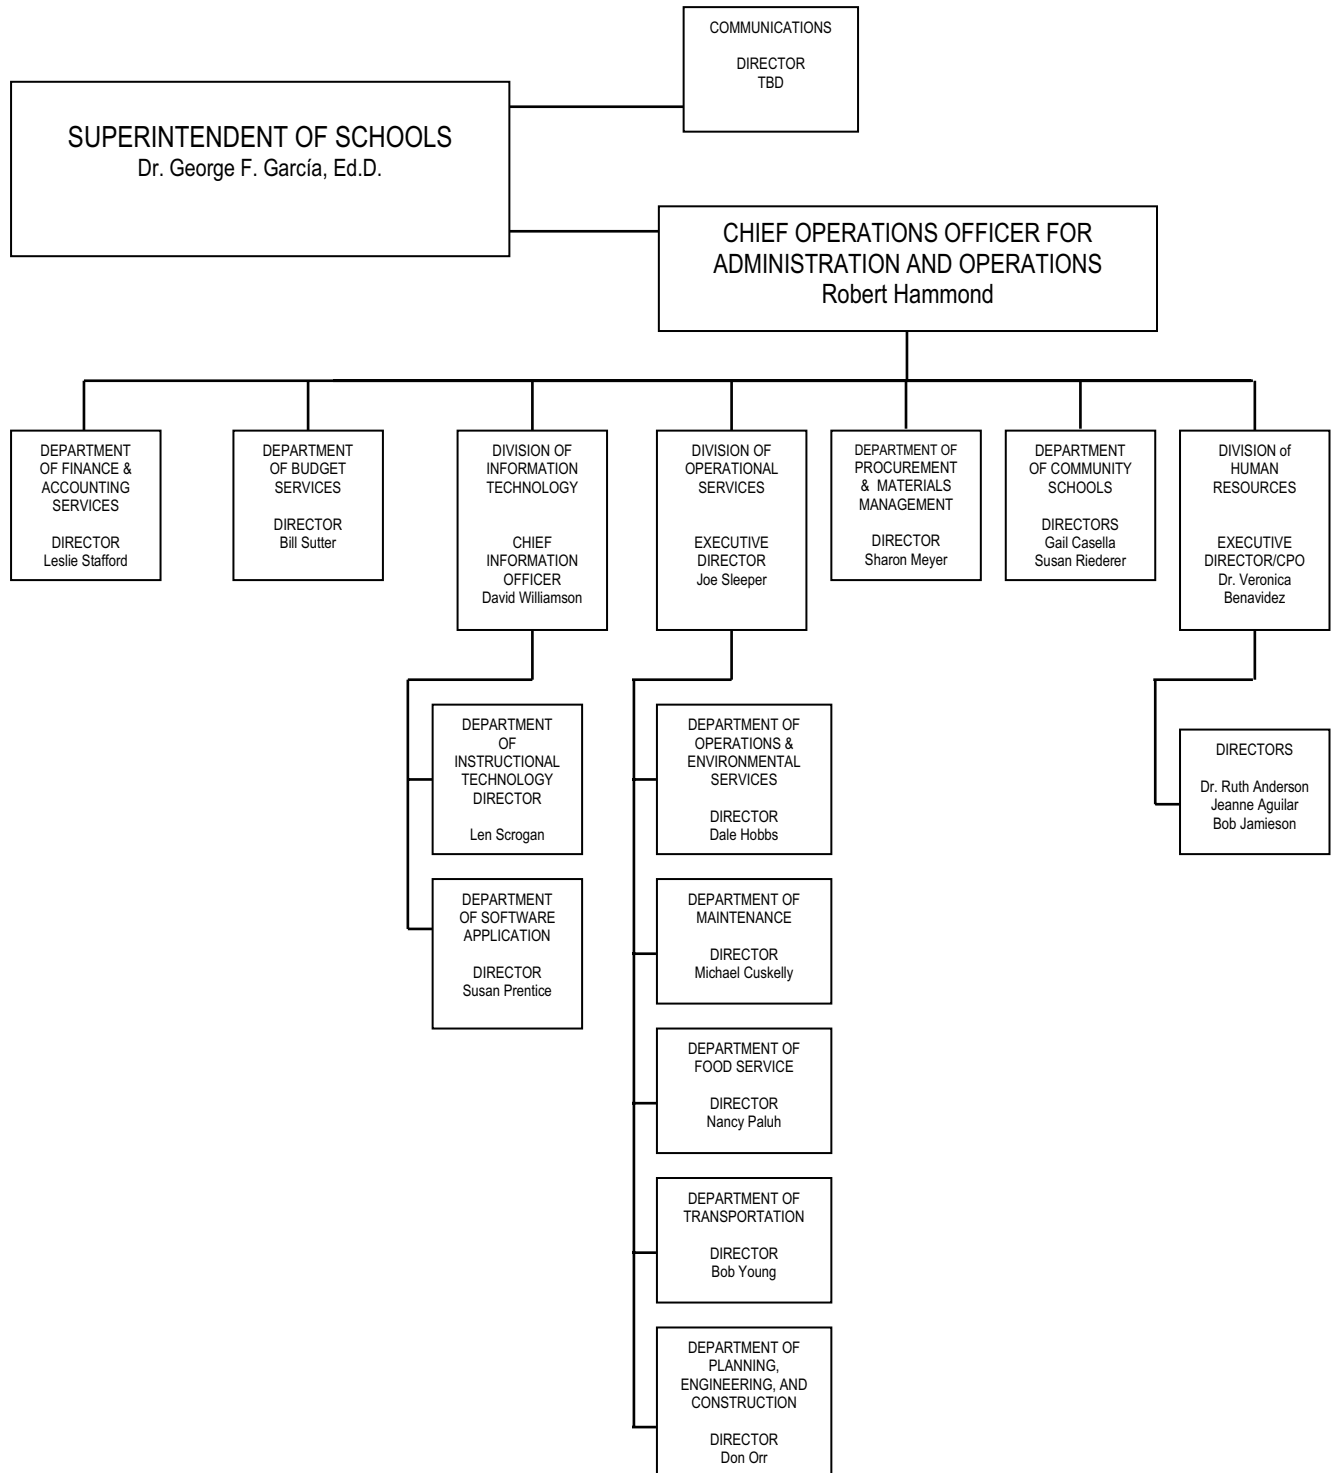 COMMUNICATIONS
DIRECTOR
TBD
SUPERINTENDENT OF SCHOOLS
Dr. George F. García, Ed.D.
CHIEF OPERATIONS OFFICER FOR
ADMINISTRATION AND OPERATIONS
Robert Hammond
DEPARTMENT
OF FINANCE &
ACCOUNTING
SERVICES
DIRECTOR
Leslie Stafford
DEPARTMENT
OF BUDGET
SERVICES
DIRECTOR
Bill Sutter
DIVISION OF
INFORMATION
TECHNOLOGY
CHIEF
INFORMATION
OFFICER
David Williamson
DIVISION OF
OPERATIONAL
SERVICES
EXECUTIVE
DIRECTOR
Joe Sleeper
DEPARTMENT OF
PROCUREMENT
& MATERIALS
MANAGEMENT
DIRECTOR
Sharon Meyer
DEPARTMENT
OF COMMUNITY
SCHOOLS
DIRECTORS
Gail Casella
Susan Riederer
DIVISION of
HUMAN
RESOURCES
EXECUTIVE
DIRECTOR/CPO
Dr. Veronica
Benavidez
DEPARTMENT
OF
INSTRUCTIONAL
TECHNOLOGY
DIRECTOR
Len Scrogan
DEPARTMENT
OF SOFTWARE
APPLICATION
DIRECTOR
Susan Prentice
DEPARTMENT OF
OPERATIONS &
ENVIRONMENTAL
SERVICES
DIRECTOR
Dale Hobbs
DEPARTMENT OF
MAINTENANCE
DIRECTOR
Michael Cuskelly
DEPARTMENT OF
FOOD SERVICE
DIRECTOR
Nancy Paluh
DEPARTMENT OF
TRANSPORTATION
DIRECTOR
Bob Young
DEPARTMENT OF
PLANNING,
ENGINEERING, AND
CONSTRUCTION
DIRECTOR
Don Orr
DIRECTORS
Dr. Ruth Anderson
Jeanne Aguilar
Bob Jamieson